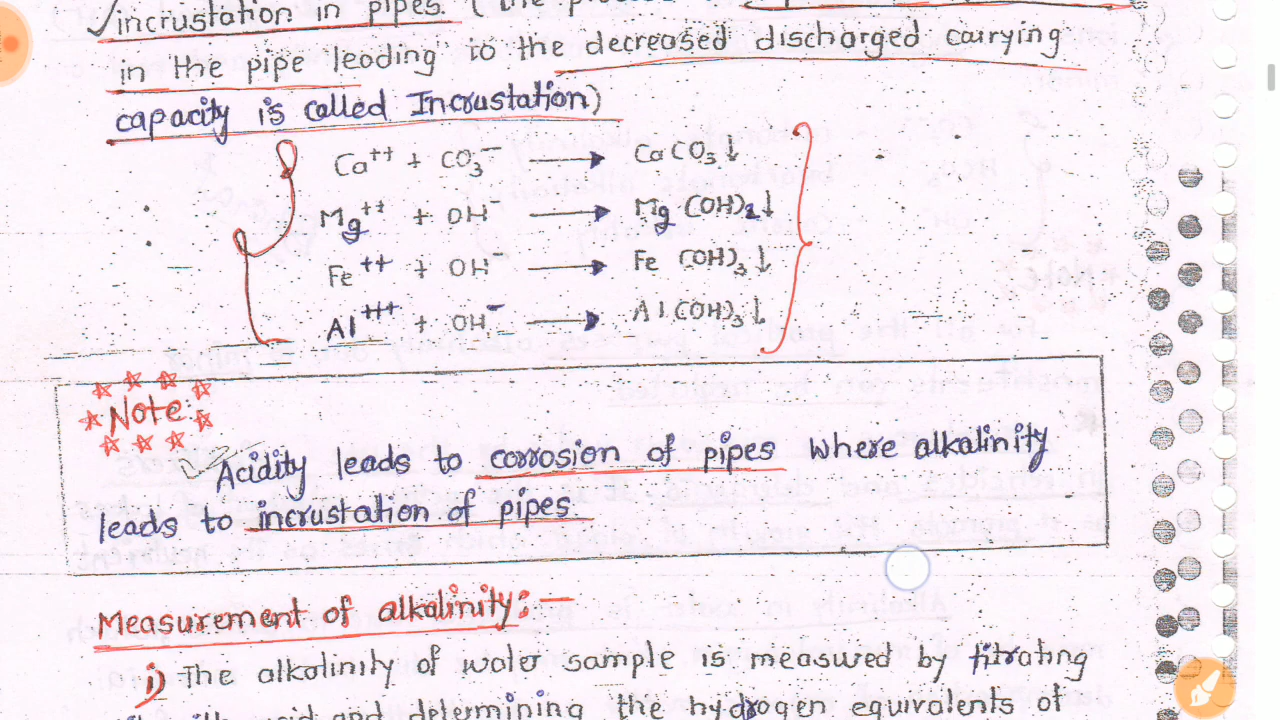 incrustation in pipes. (the
in the pipe leading to the decreased discharged carrying
capacity is called Incrustation)
Ca⁺⁺ + CO₃⁻ → CaCO₃↓
Mg⁺⁺ + OH⁻ → Mg(OH)₂↓
Fe⁺⁺ + OH⁻ → Fe(OH)₃↓
Al⁺⁺⁺ + OH⁻ → Al(OH)₃↓
Note:
Acidity leads to corrosion of pipes where alkalinity
leads to incrustation of pipes.
Measurement of alkalinity:-
i) The alkalinity of water sample is measured by titrating
acid and determining the hydrogen equivalents of